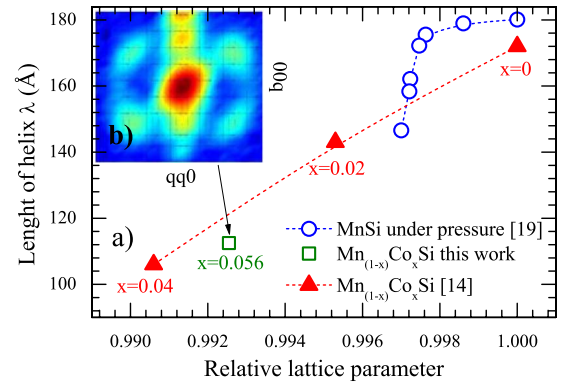 180
160
140
120
100
Lenght of helix λ (Å)
b)
q00
qq0
a)
x=0
x=0.02
x=0.056
x=0.04
MnSi under pressure [19]
Mn(1-x)CoxSi this work
Mn(1-x)CoxSi [14]
0.990 0.992 0.994 0.996 0.998 1.000
Relative lattice parameter